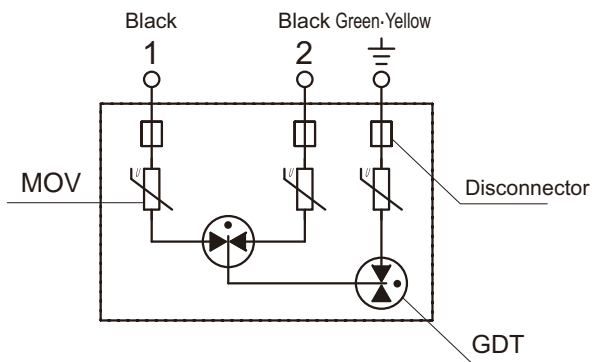 Black
Black Green·Yellow
1
2
U
U
U
MOV
Disconnector
GDT